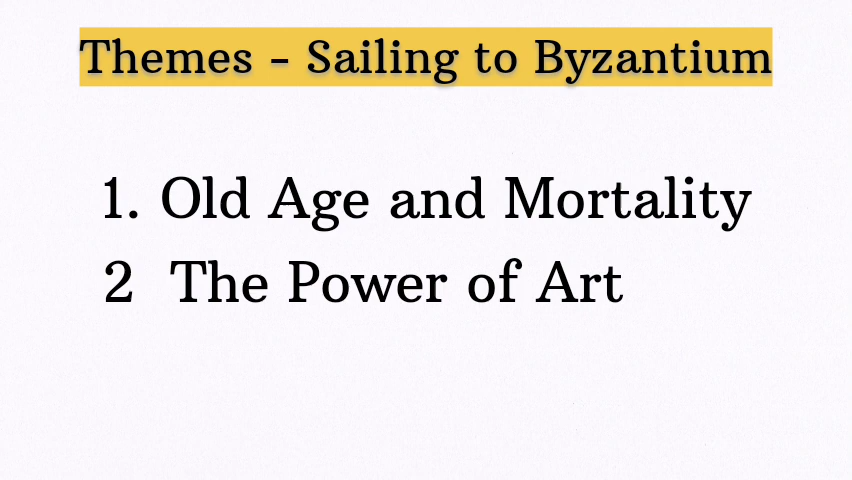 Themes - Sailing to Byzantium
1. Old Age and Mortality
2 The Power of Art